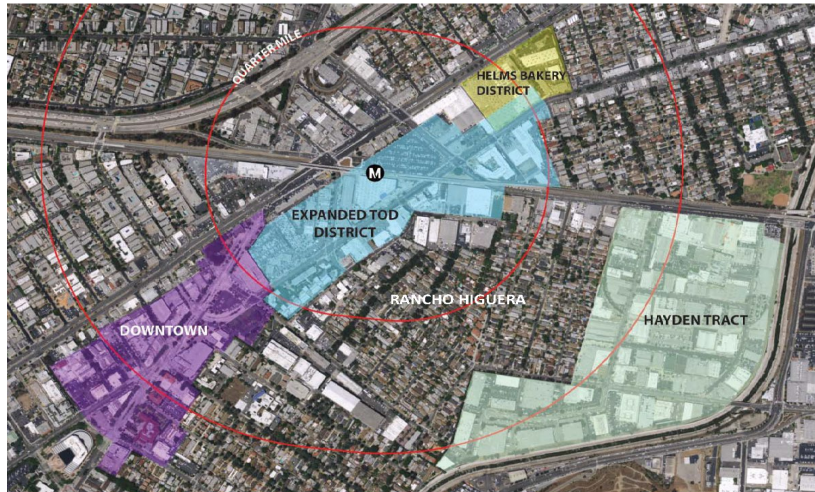 QUARTER MILE
HELMS BAKERY
DISTRICT
M
EXPANDED TOD
DISTRICT
RANCHO HIGUERA
DOWNTOWN
HAYDEN TRACT